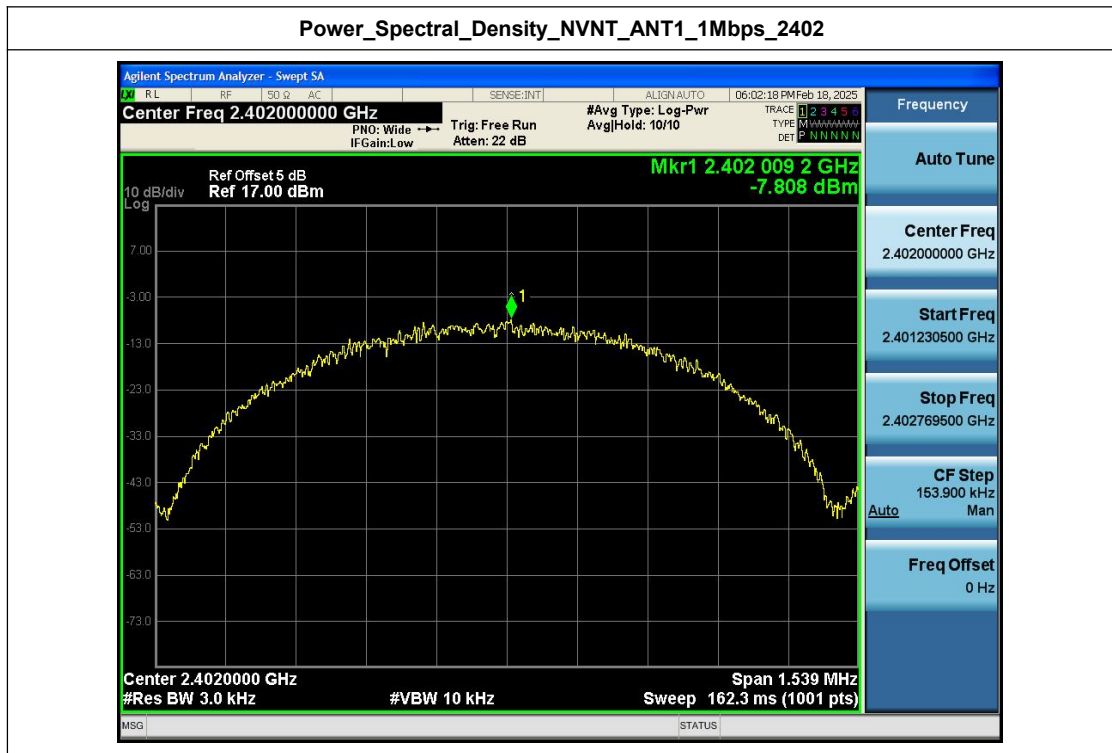 Power_Spectral_Density_NVNT_ANT1_1Mbps_2402
Agilent Spectrum Analyzer - Swept SA
LXI RL RF 50 Ω AC SENSE:INT ALIGN AUTO 06:02:18 PM Feb 18, 2025
Center Freq 2.402000000 GHz
PNO: Wide
IFGain:Low
Trig: Free Run
Atten: 22 dB
#Avg Type: Log-Pwr
Avg|Hold: 10/10
TRACE 1 2 3 4 5 6
TYPE MWWWWW
DET P N N N N N
Mkr1 2.402 009 2 GHz
-7.808 dBm
Ref Offset 5 dB
Ref 17.00 dBm
10 dB/div
Log
7.00
-3.00
-13.0
-23.0
-33.0
-43.0
-53.0
-63.0
-73.0
1
Center 2.4020000 GHz
Span 1.539 MHz
#Res BW 3.0 kHz
#VBW 10 kHz
Sweep 162.3 ms (1001 pts)
MSG
STATUS
Frequency
Auto Tune
Center Freq
2.402000000 GHz
Start Freq
2.401230500 GHz
Stop Freq
2.402769500 GHz
CF Step
153.900 kHz
Auto Man
Freq Offset
0 Hz